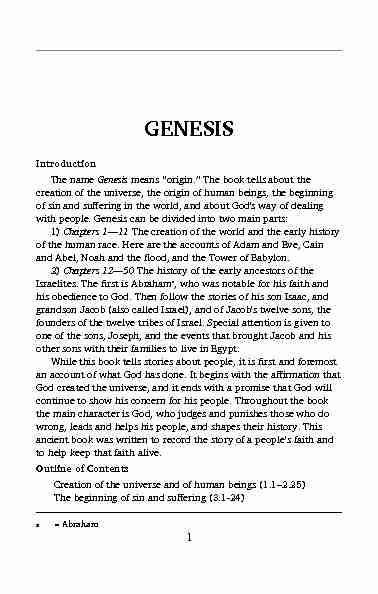 GENESIS
Introduction
The name Genesis means "origin." The book tells about the
creation of the universe, the origin of human beings, the beginning
of sin and suffering in the world, and about God's way of dealing
with people. Genesis can be divided into two main parts:
1) Chapters 1—11 The creation of the world and the early history
of the human race. Here are the accounts of Adam and Eve, Cain
and Abel, Noah and the flood, and the Tower of Babylon.
2) Chapters 12—50 The history of the early ancestors of the
Israelites. The first is Abraham*, who was notable for his faith and
his obedience to God. Then follow the stories of his son Isaac, and
grandson Jacob (also called Israel), and of Jacob's twelve sons, the
founders of the twelve tribes of Israel. Special attention is given to
one of the sons, Joseph, and the events that brought Jacob and his
other sons with their families to live in Egypt.
While this book tells stories about people, it is first and foremost
an account of what God has done. It begins with the affirmation that
God created the universe, and it ends with a promise that God will
continue to show his concern for his people. Throughout the book
the main character is God, who judges and punishes those who do
wrong, leads and helps his people, and shapes their history. This
ancient book was written to record the story of a people's faith and
to help keep that faith alive.
Outline of Contents
Creation of the universe and of human beings (1.1–2.25)
The beginning of sin and suffering (3.1-24)
= Abraham
1